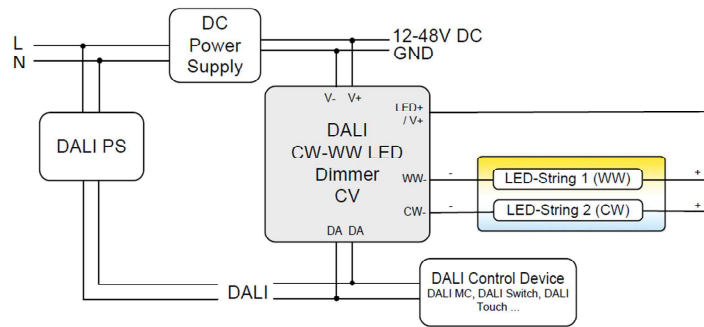 L
N
DC
Power
Supply
12-48V DC
GND
DALI PS
V- V+
LED+
/ V+
DALI
CW-WW LED
Dimmer
CV
WW-
CW-
DA DA
- LED-String 1 (WW) +
- LED-String 2 (CW) +
DALI
DALI Control Device
DALI MC, DALI Switch, DALI
Touch ...